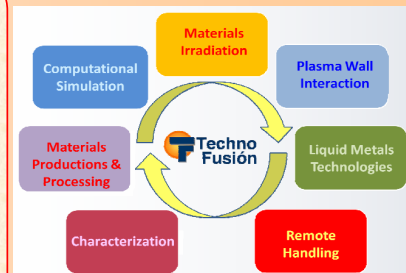 Materials
Irradiation
Computational
Simulation
Plasma Wall
Interaction
Materials
Productions &
Processing
Techno
Fusión
Liquid Metals
Technologies
Characterization
Remote
Handling